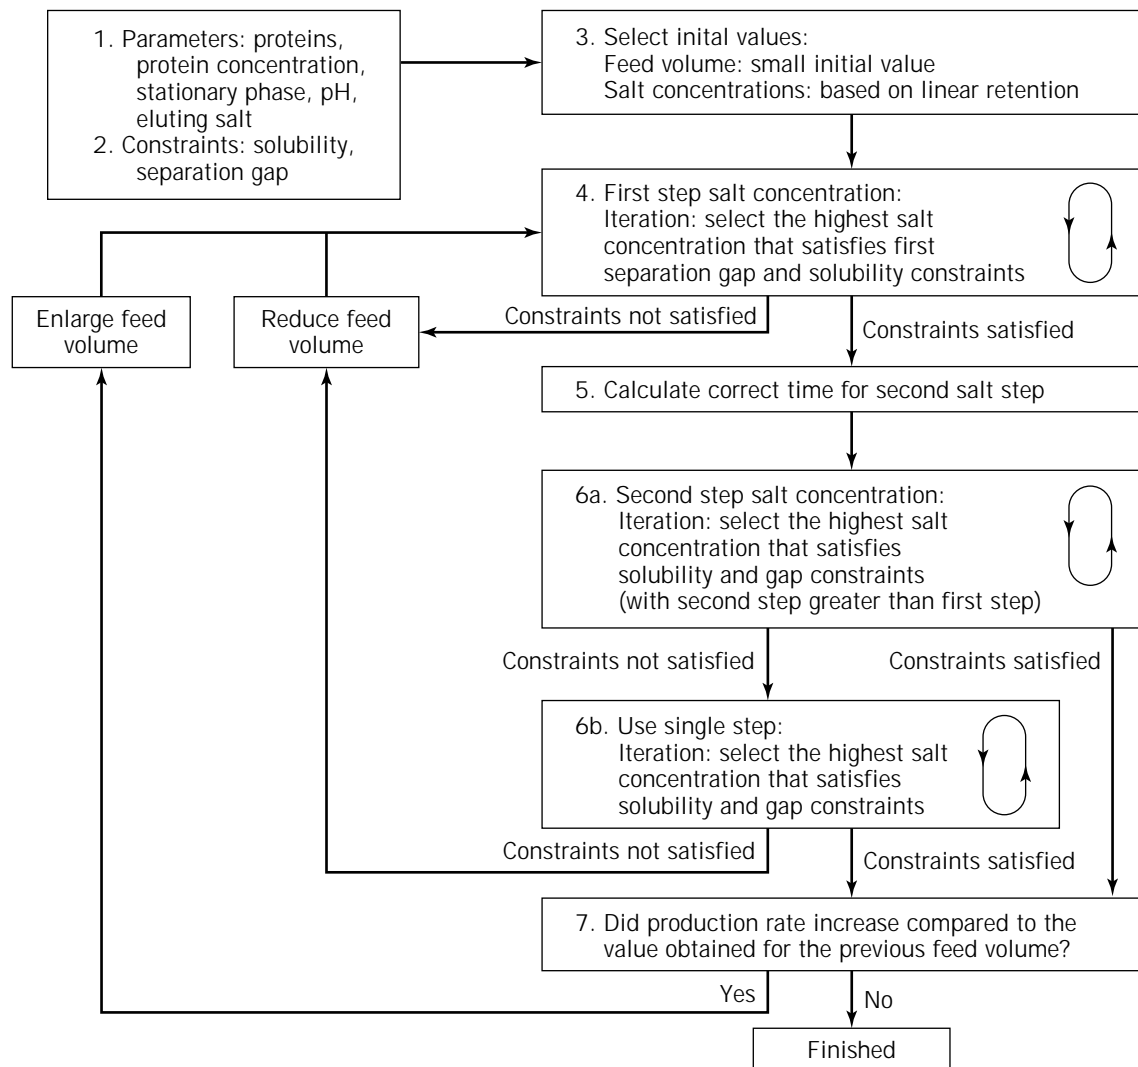 1. Parameters: proteins,
protein concentration,
stationary phase, pH,
eluting salt
2. Constraints: solubility,
separation gap
3. Select inital values:
Feed volume: small initial value
Salt concentrations: based on linear retention
4. First step salt concentration:
Iteration: select the highest salt
concentration that satisfies first
separation gap and solubility constraints
Enlarge feed
volume
Reduce feed
volume
Constraints not satisfied
Constraints satisfied
5. Calculate correct time for second salt step
6a. Second step salt concentration:
Iteration: select the highest salt
concentration that satisfies
solubility and gap constraints
(with second step greater than first step)
Constraints not satisfied
Constraints satisfied
6b. Use single step:
Iteration: select the highest salt
concentration that satisfies
solubility and gap constraints
Constraints not satisfied
Constraints satisfied
7. Did production rate increase compared to the
value obtained for the previous feed volume?
Yes
No
Finished